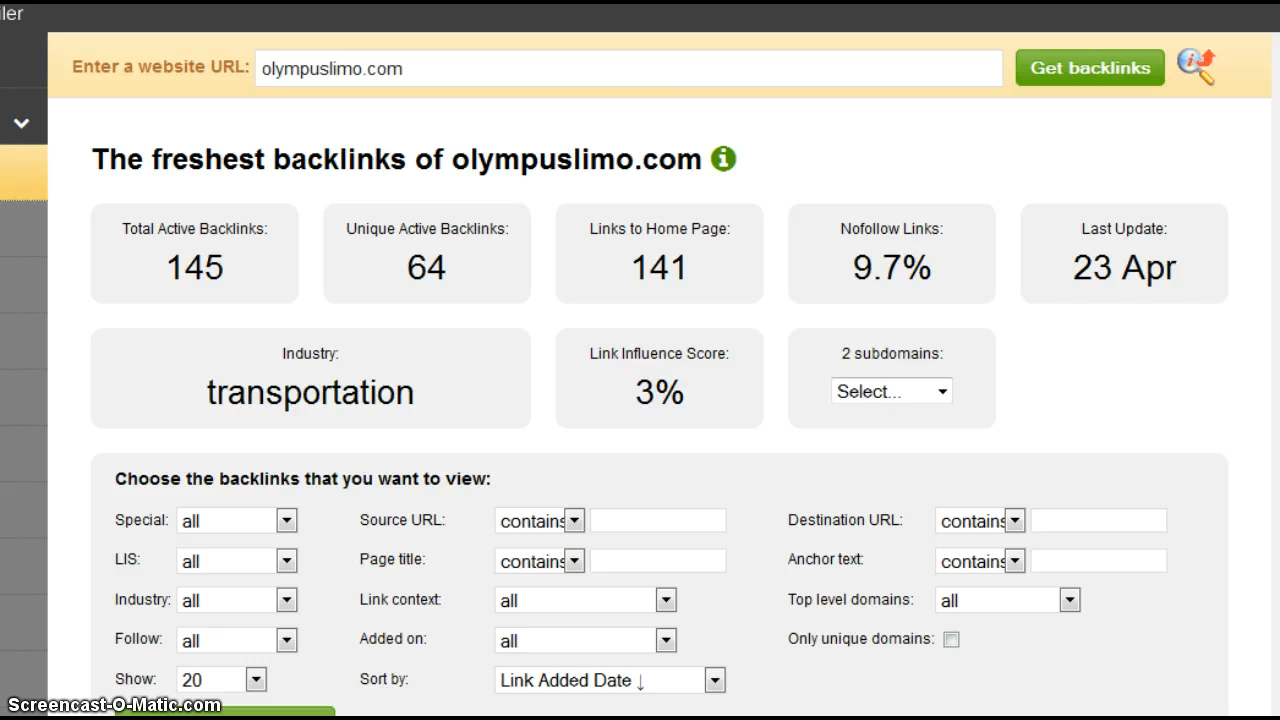 iler
Enter a website URL: olympuslimo.com Get backlinks
The freshest backlinks of olympuslimo.com
Total Active Backlinks: Unique Active Backlinks: Links to Home Page: Nofollow Links: Last Update:
145 64 141 9.7% 23 Apr
Industry: Link Influence Score: 2 subdomains:
transportation 3% Select...
Choose the backlinks that you want to view:
Special: all Source URL: contains Destination URL: contains
LIS: all Page title: contains Anchor text: contains
Industry: all Link context: all Top level domains: all
Follow: all Added on: all Only unique domains:
Show: 20 Sort by: Link Added Date ↓
Screencast-O-Matic.com